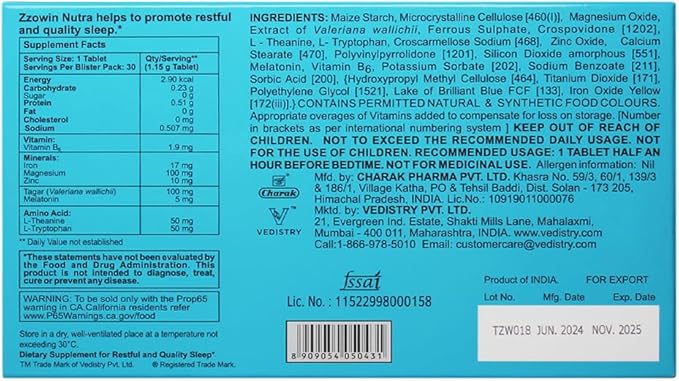 Zzowin Nutra helps to promote restful
and quality sleep.*
Supplement Facts
Serving Size: 1 Tablet
Servings Per Blister Pack: 30
Qty/Serving**
(1.15 g Tablet)
Energy 2.90 kcal
Carbohydrate 0.23 g
Sugar 0 g
Protein 0.51 g
Fat 0 g
Cholesterol 0 mg
Sodium 0.507 mg
Vitamin:
Vitamin B6 1.9 mg
Minerals:
Iron 17 mg
Magnesium 100 mg
Zinc 10 mg
Tagar (Valeriana wallichii) 100 mg
Melatonin 5 mg
Amino Acid:
L-Theanine 50 mg
L-Tryptophan 50 mg
** Daily Value not established
*These statements have not been evaluated by
the Food and Drug Administration. This
product is not intended to diagnose, treat,
cure or prevent any disease.
WARNING: To be sold only with the Prop65
warning in CA.California residents refer
www.P65Warnings.ca.gov/food
Store in a dry, well-ventilated place at a temperature not
exceeding 30°C.
Dietary Supplement for Restful and Quality Sleep*
TM Trade Mark of Vedistry Pvt. Ltd. ® Registered Trade Mark.
INGREDIENTS: Maize Starch, Microcrystalline Cellulose [460(I)], Magnesium Oxide,
Extract of Valeriana wallichii, Ferrous Sulphate, Crospovidone [1202],
L - Theanine, L - Tryptophan, Croscarmellose Sodium [468], Zinc Oxide, Calcium
Stearate [470], Polyvinylpyrrolidone [1201], Silicon Dioxide amorphous [551],
Melatonin, Vitamin B6, Potassium Sorbate [202], Sodium Benzoate [211],
Sorbic Acid [200], {Hydroxypropyl Methyl Cellulose [464], Titanium Dioxide [171],
Polyethylene Glycol [1521], Lake of Brilliant Blue FCF [133], Iron Oxide Yellow
[172(iii)].} CONTAINS PERMITTED NATURAL & SYNTHETIC FOOD COLOURS.
Appropriate overages of Vitamins added to compensate for loss on storage. [Number
in brackets as per international numbering system ] KEEP OUT OF REACH OF
CHILDREN. NOT TO EXCEED THE RECOMMENDED DAILY USAGE. NOT
FOR THE USE OF CHILDREN. RECOMMENDED USAGE: 1 TABLET HALF AN
HOUR BEFORE BEDTIME. NOT FOR MEDICINAL USE. Allergen information: Nil
Charak
Mfd. by: CHARAK PHARMA PVT. LTD. Khasra No. 59/3, 60/1, 139/3
& 186/1, Village Katha, PO & Tehsil Baddi, Dist. Solan - 173 205,
Himachal Pradesh, INDIA. Lic. No.: 10919011000076
VEDISTRY
Mktd. by: VEDISTRY PVT. LTD.
21, Evergreen Ind. Estate, Shakti Mills Lane, Mahalaxmi,
Mumbai - 400 011, Maharashtra, INDIA. www.vedistry.com
Call:1-866-978-5010 Email: customercare@vedistry.com
fssai
Lic. No. : 11522998000158
8 909054 050431
Product of INDIA. FOR EXPORT
Lot No. Mfg. Date Exp. Date
TZW018 JUN. 2024 NOV. 2025